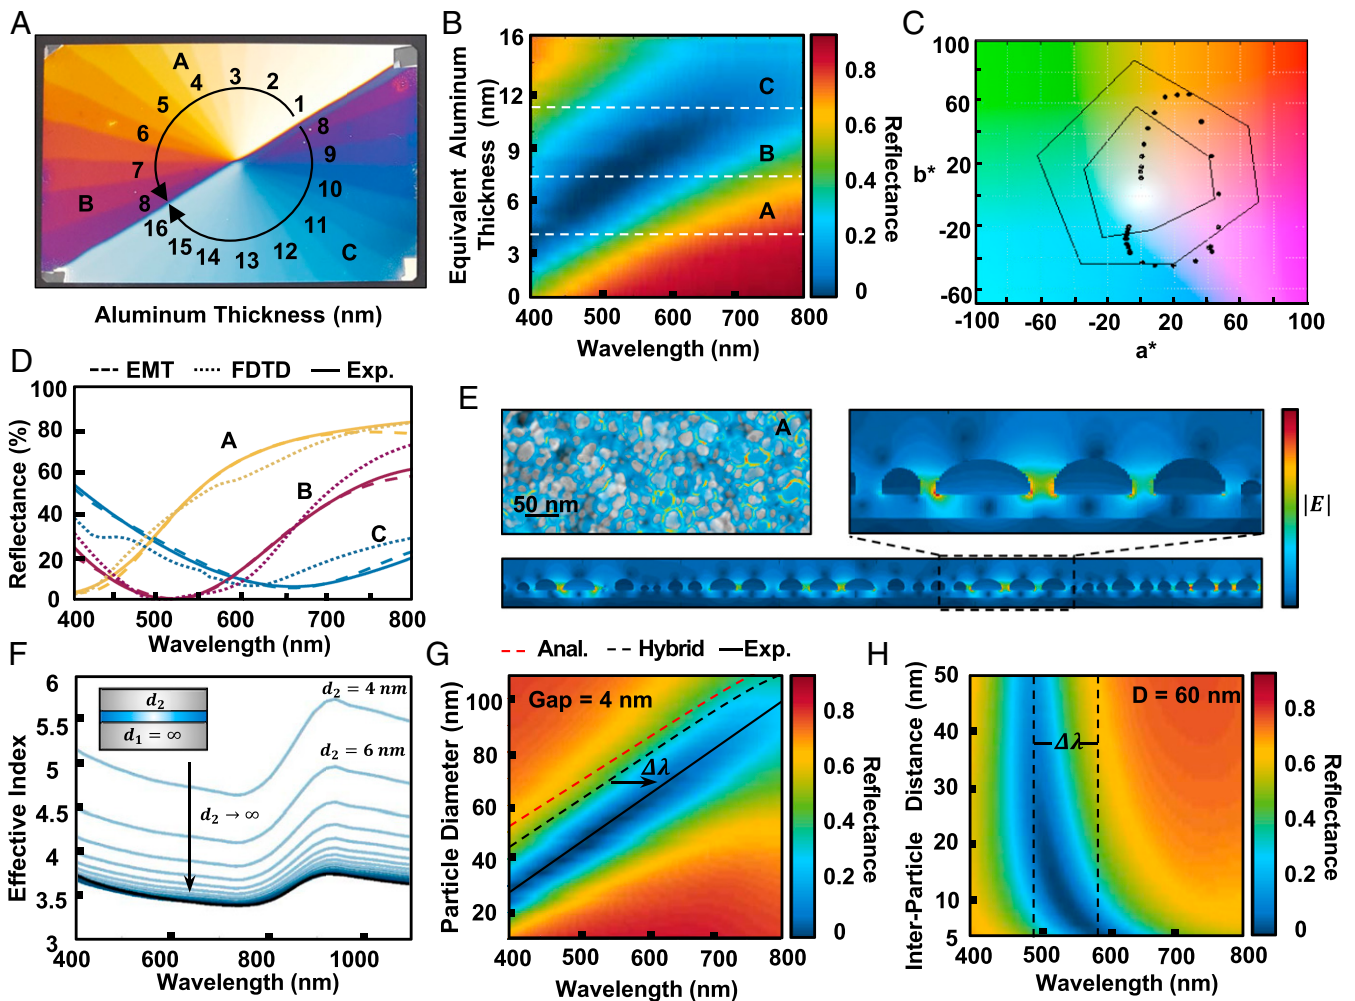 A
A
B
C
1
2
3
4
5
6
7
8
8
9
10
11
12
13
14
15
16
Aluminum Thickness (nm)
B
Equivalent Aluminum
Thickness (nm)
16
12
9
6
3
0
C
B
A
400 500 600 700 800
Wavelength (nm)
0.8
0.6
0.4
0.2
0
Reflectance
C
100
60
20
-20
-60
b*
-100 -60 -20 20 60 100
a*
D
EMT FDTD Exp.
Reflectance (%)
100
80
60
40
20
0
A
B
C
400 500 600 700 800
Wavelength (nm)
E
A
50 nm
|E|
F
Effective Index
6
5.5
5
4.5
4
3.5
3
d₂
d₁ = ∞
d₂ = 4 nm
d₂ = 6 nm
d₂ → ∞
400 600 800 1000
Wavelength (nm)
G
Anal. Hybrid Exp.
Particle Diameter (nm)
100
80
60
40
20
Gap = 4 nm
Δλ
400 500 600 700 800
Wavelength (nm)
0.8
0.6
0.4
0.2
0
Reflectance
H
Inter-Particle Distance (nm)
50
40
30
20
10
5
D = 60 nm
Δλ
400 500 600 700 800
Wavelength (nm)
0.8
0.6
0.4
0.2
0
Reflectance